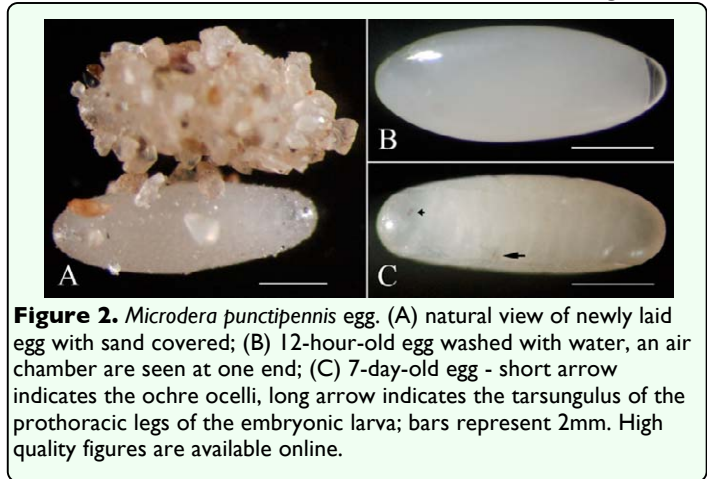 A
B
C
Figure 2. Microdera punctipennis egg. (A) natural view of newly laid
egg with sand covered; (B) 12-hour-old egg washed with water, an air
chamber are seen at one end; (C) 7-day-old egg - short arrow
indicates the ochre ocelli, long arrow indicates the tarsungulus of the
prothoracic legs of the embryonic larva; bars represent 2mm. High
quality figures are available online.